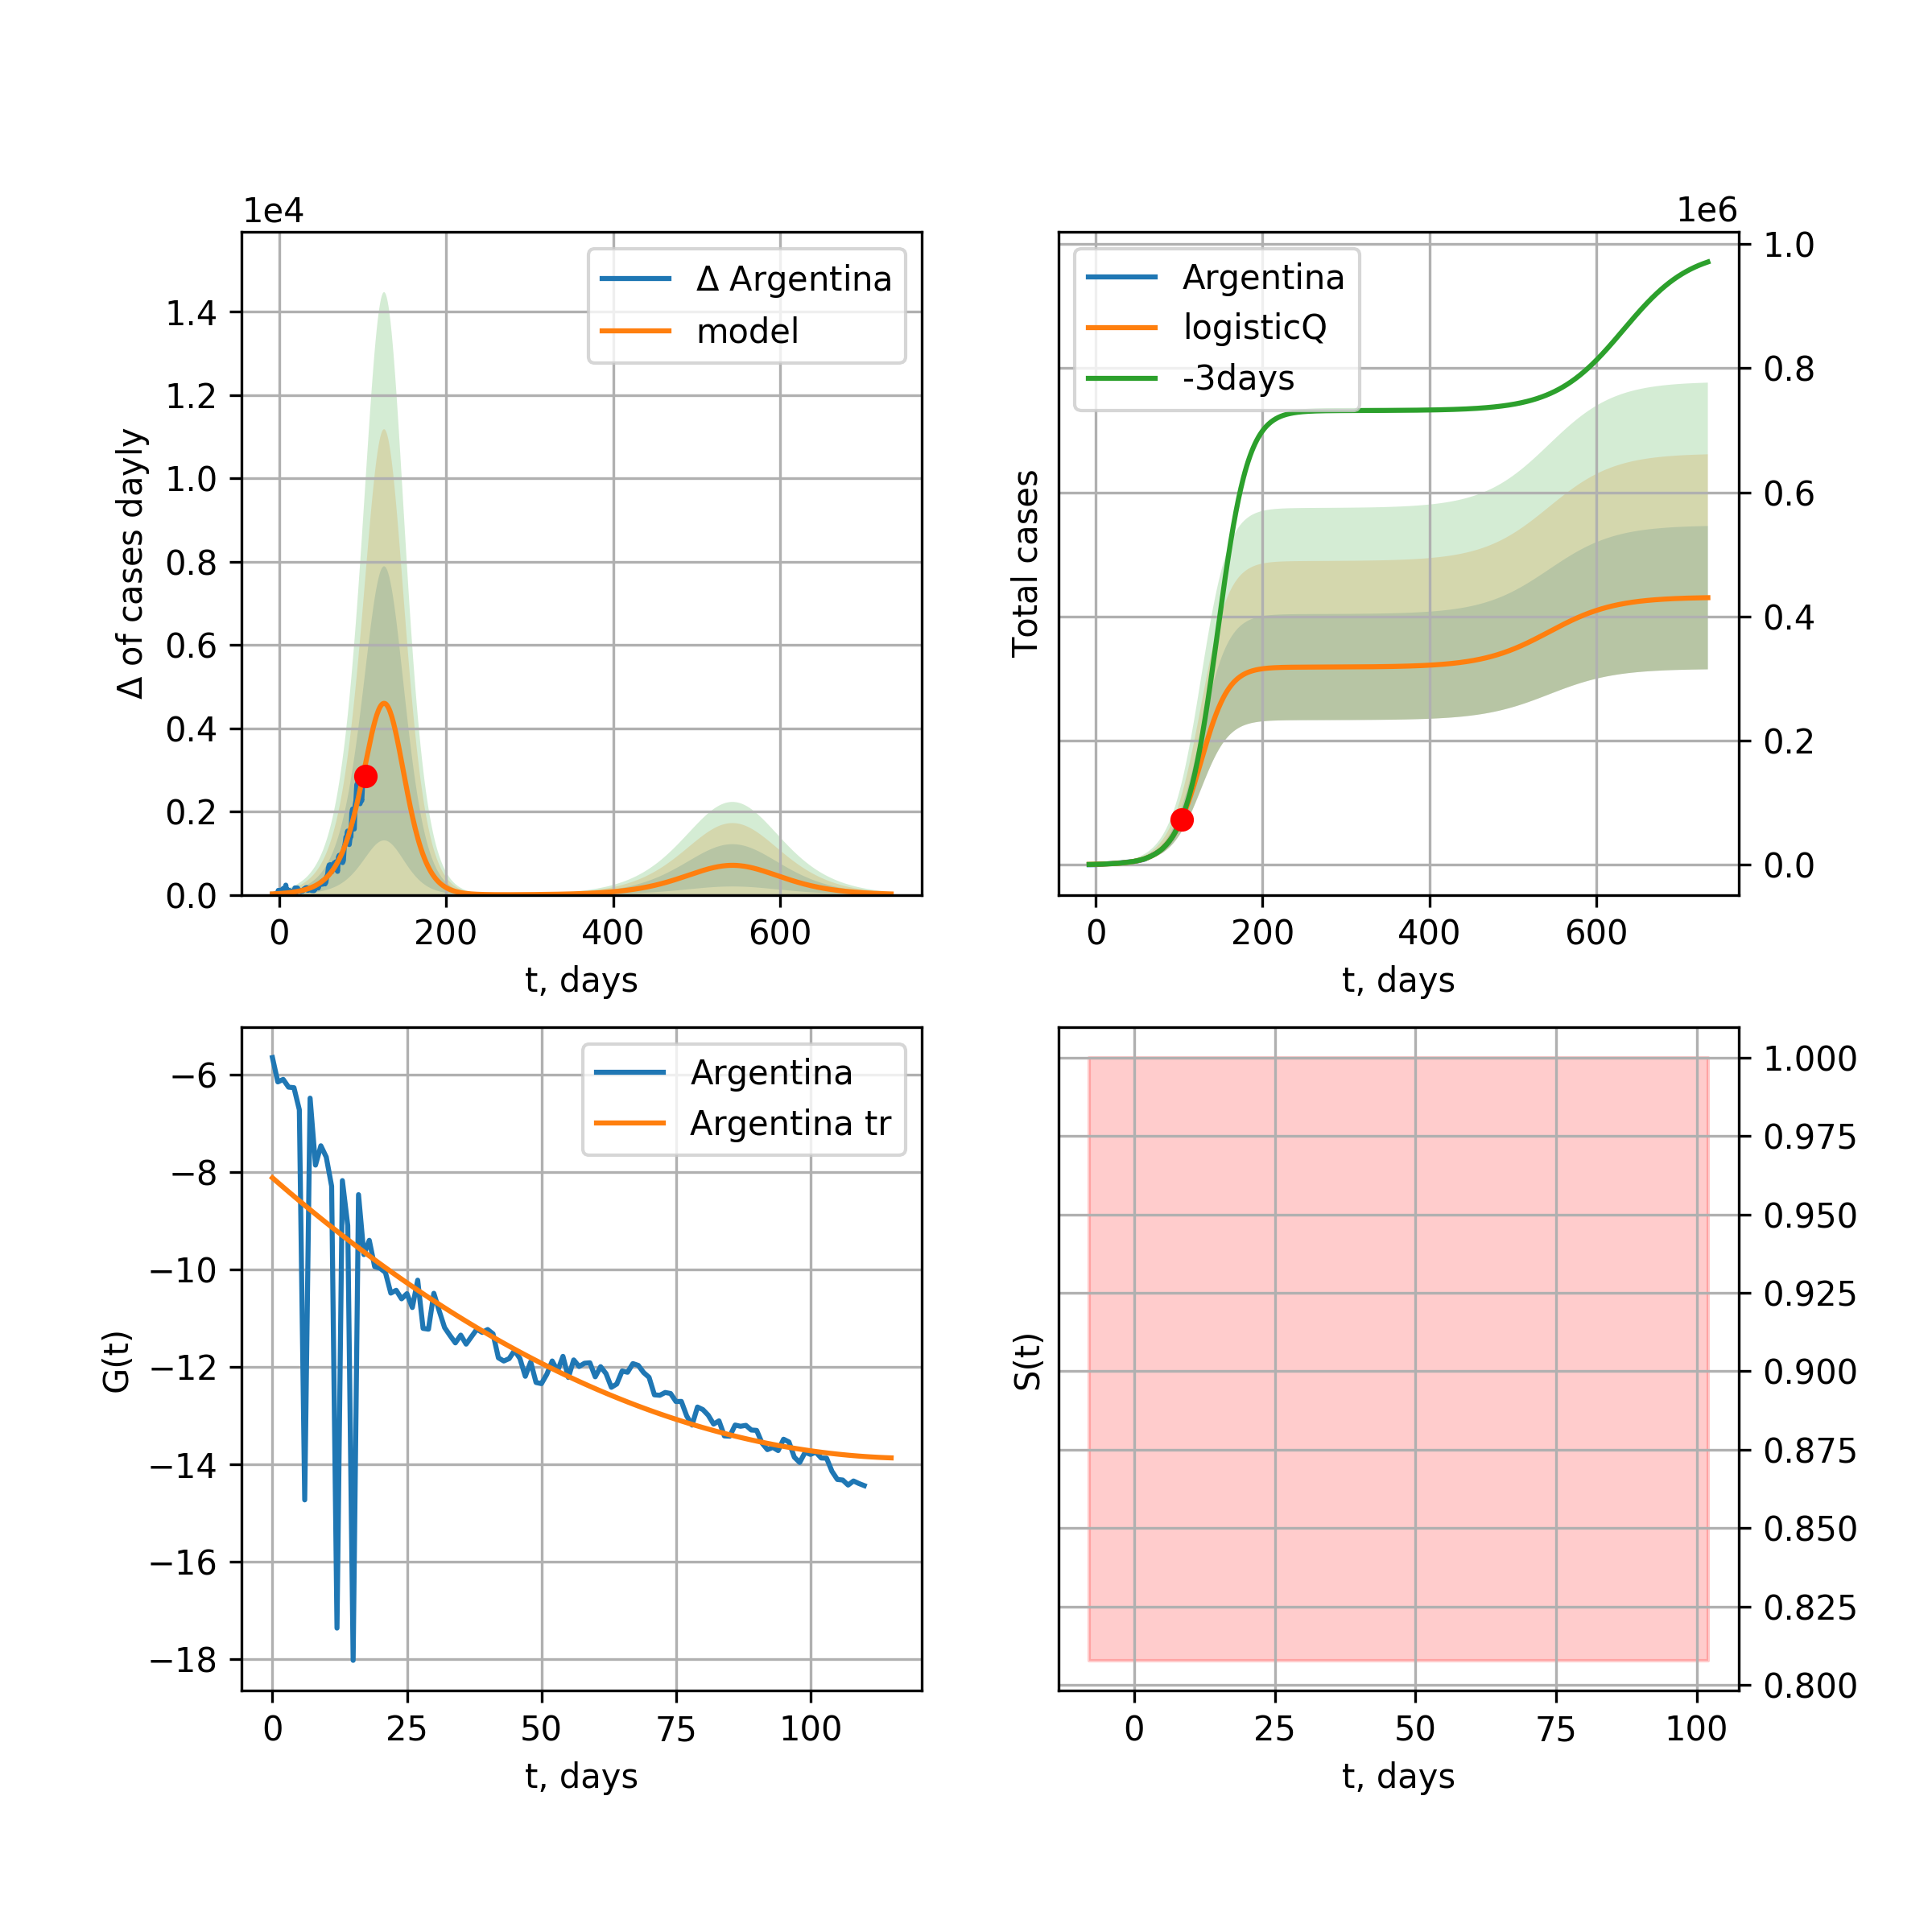 1e4
Δ of cases dayly
1.4
1.2
1.0
0.8
0.6
0.4
0.2
0.0
0 200 400 600
t, days
Δ Argentina
model
1e6
Total cases
1.0
0.8
0.6
0.4
0.2
0.0
0 200 400 600
t, days
Argentina
logisticQ
-3days
G(t)
−6
−8
−10
−12
−14
−16
−18
0 25 50 75 100
t, days
Argentina
Argentina tr
S(t)
1.000
0.975
0.950
0.925
0.900
0.875
0.850
0.825
0.800
0 25 50 75 100
t, days